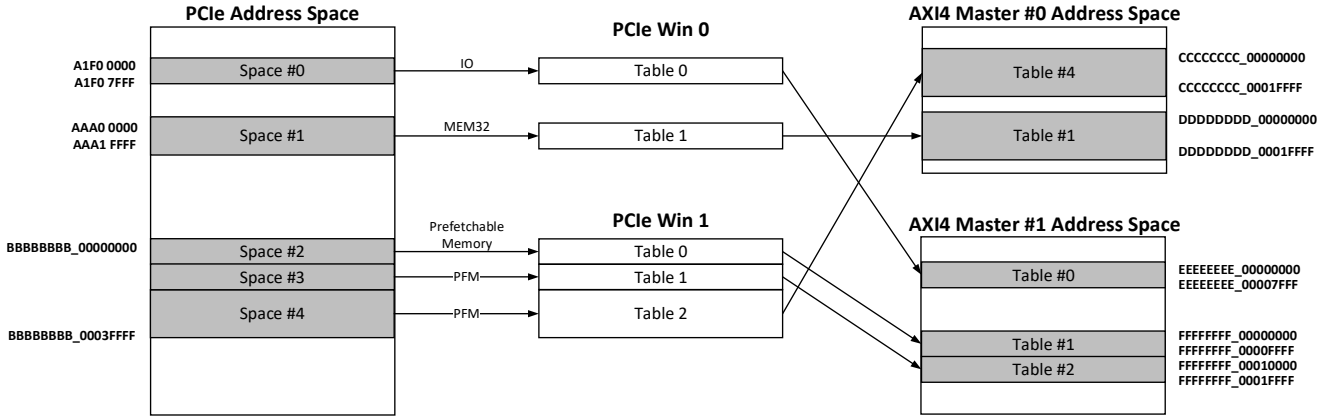 PCIe Address Space
A1F0 0000
A1F0 7FFF
Space #0
AAA0 0000
AAA1 FFFF
Space #1
BBBBBBBB_00000000
Space #2
Space #3
Space #4
BBBBBBBB_0003FFFF
IO
MEM32
Prefetchable
Memory
PFM
PFM
PCIe Win 0
Table 0
Table 1
PCIe Win 1
Table 0
Table 1
Table 2
AXI4 Master #0 Address Space
Table #4
CCCCCCCC_00000000
CCCCCCCC_0001FFFF
Table #1
DDDDDDDD_00000000
DDDDDDDD_0001FFFF
AXI4 Master #1 Address Space
Table #0
EEEEEEEE_00000000
EEEEEEEE_00007FFF
Table #1
FFFFFFFF_00000000
FFFFFFFF_0000FFFF
Table #2
FFFFFFFF_00010000
FFFFFFFF_0001FFFF